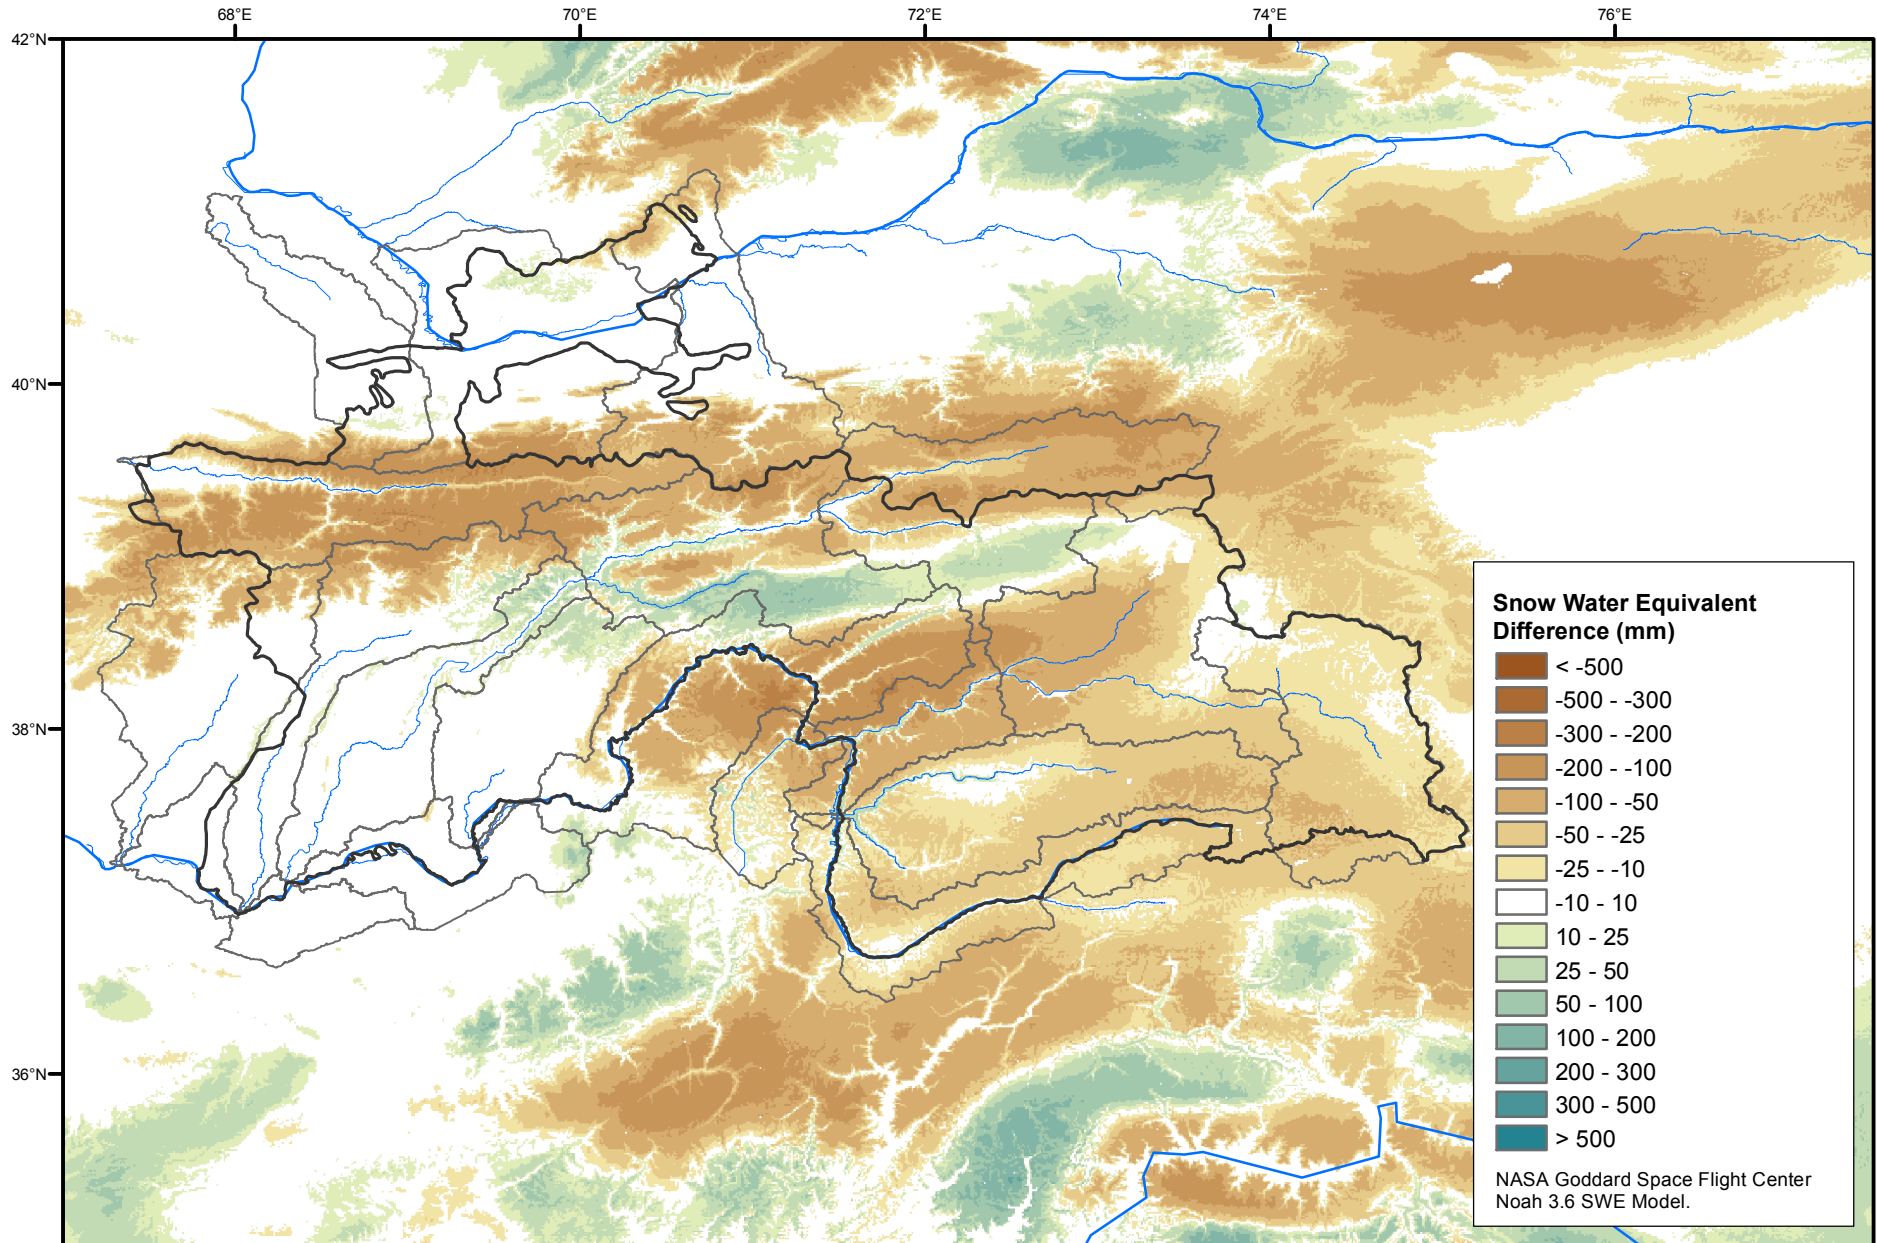 68°E 70°E 72°E 74°E 76°E
42°N
40°N
38°N
36°N
Snow Water Equivalent
Difference (mm)
< -500
-500 - -300
-300 - -200
-200 - -100
-100 - -50
-50 - -25
-25 - -10
-10 - 10
10 - 25
25 - 50
50 - 100
100 - 200
200 - 300
300 - 500
> 500
NASA Goddard Space Flight Center
Noah 3.6 SWE Model.